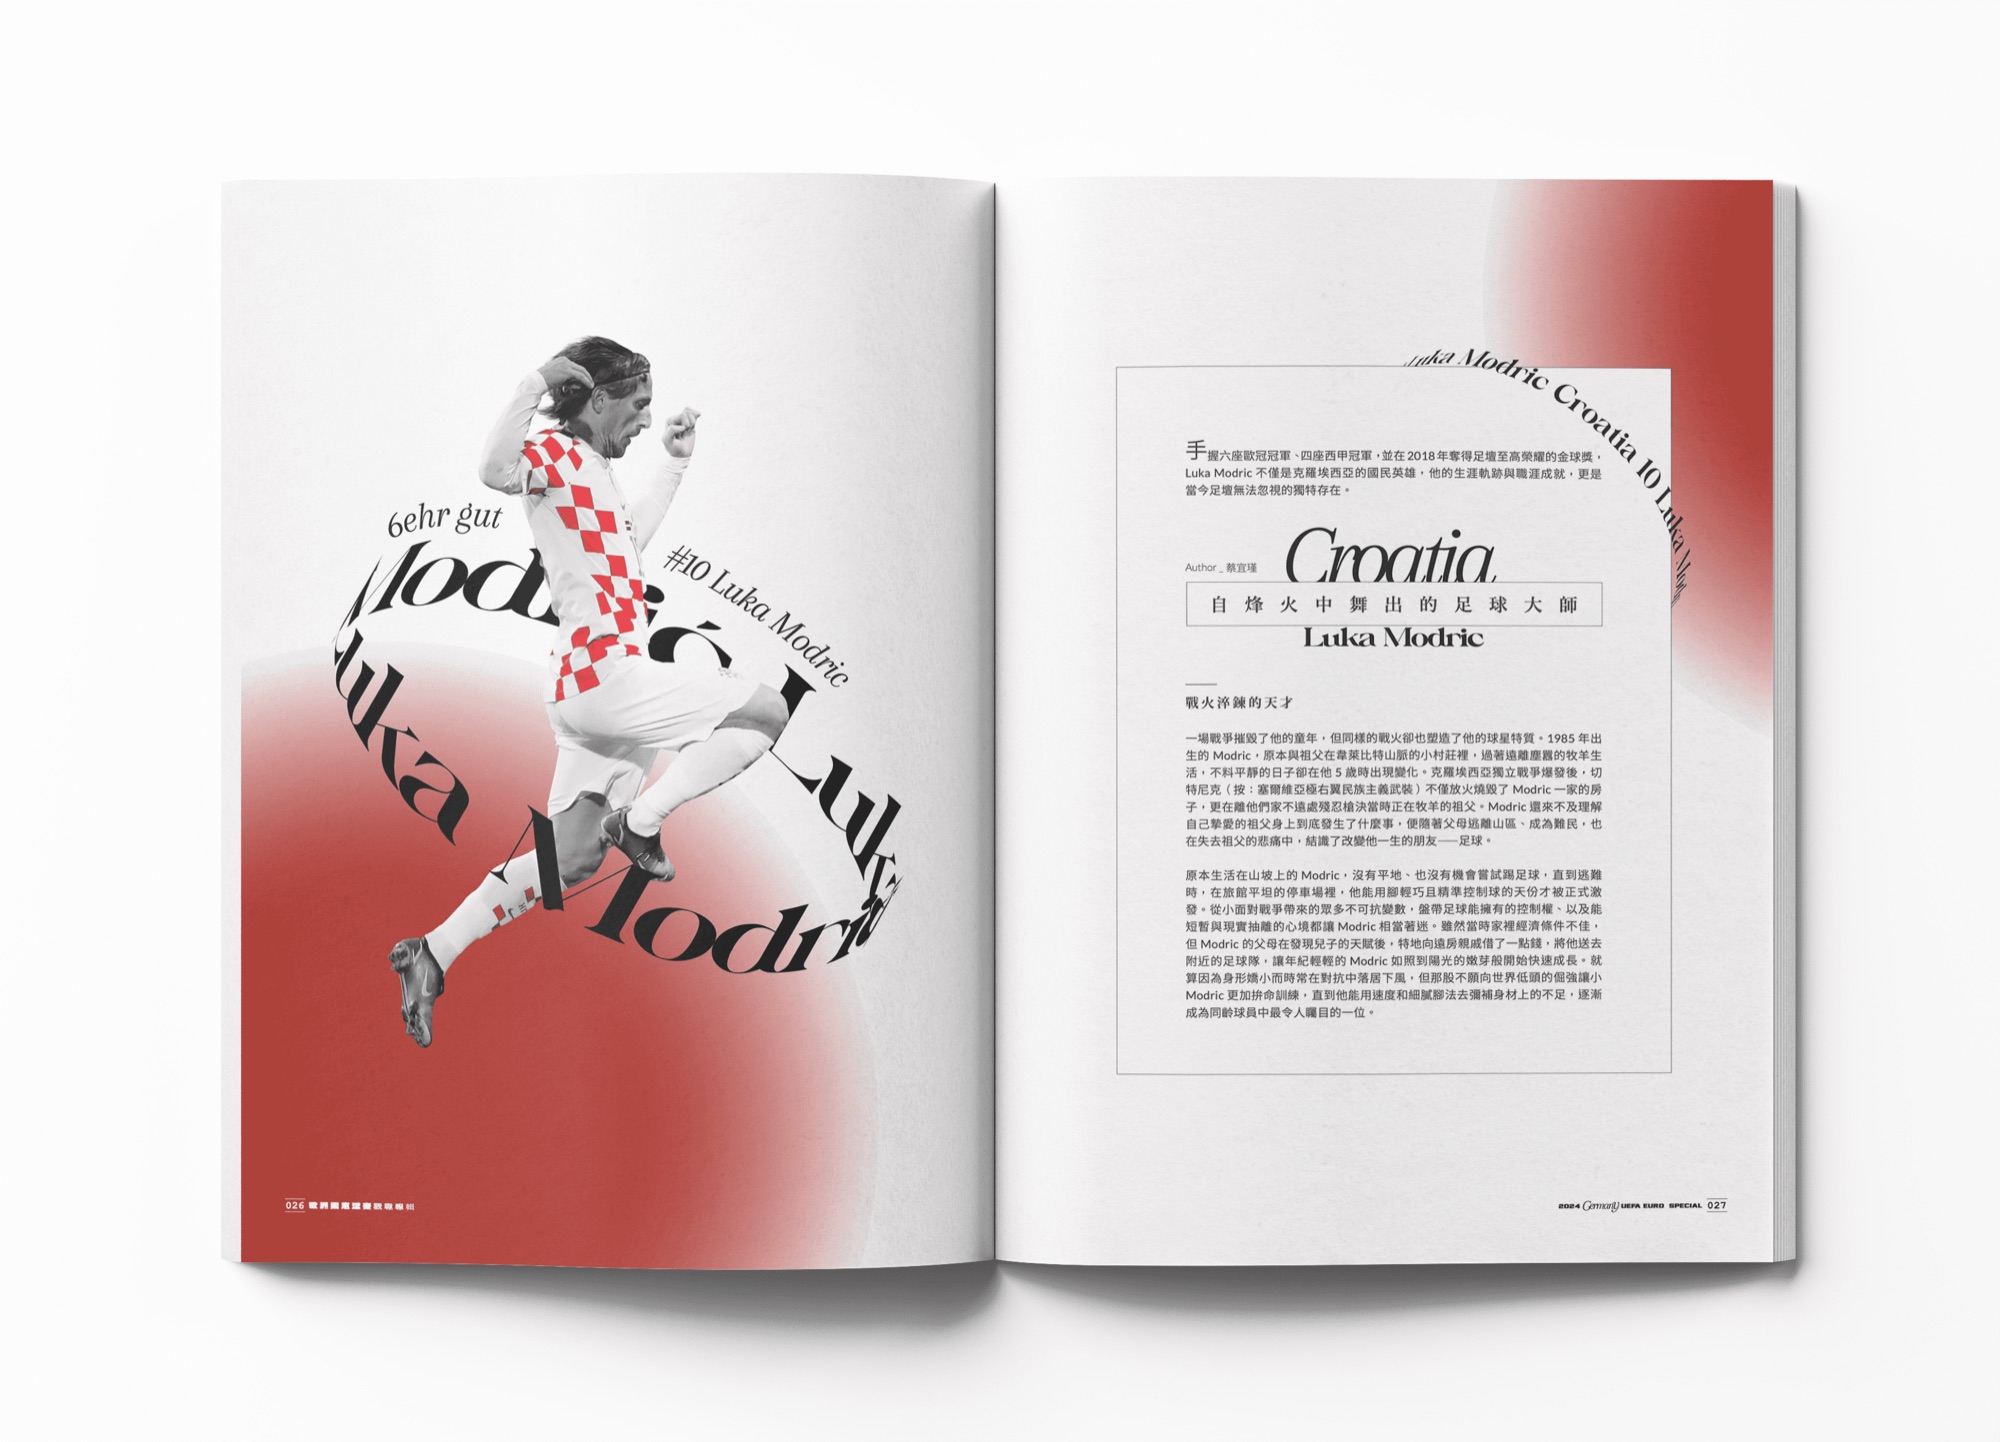 6ehr gut
#10 Luka Modric
Modrić Luka
Luka Modric
026 歐洲國家盃賽觀戰專輯
Luka Modric Croatia 10 Luka Modric
手握六座歐冠冠軍、四座西甲冠軍，並在 2018 年奪得足壇至高榮耀的金球獎，
Luka Modric 不僅是克羅埃西亞的國民英雄，他的生涯軌跡與職涯成就，更是
當今足壇無法忽視的獨特存在。
Croatia
Author _ 蔡宜瑾
自烽火中舞出的足球大師
Luka Modric
戰火淬鍊的天才
一場戰爭摧毀了他的童年，但同樣的戰火卻也塑造了他的球星特質。1985 年出
生的 Modric，原本與祖父在韋萊比特山脈的小村莊裡，過著遠離塵囂的牧羊生
活，不料平靜的日子卻在他 5 歲時出現變化。克羅埃西亞獨立戰爭爆發後，切
特尼克（按：塞爾維亞極右翼民族主義武裝）不僅放火燒毀了 Modric 一家的房
子，更在離他們家不遠處殘忍槍決當時正在牧羊的祖父。Modric 還來不及理解
自己摯愛的祖父身上到底發生了什麼事，便隨著父母逃離山區、成為難民，也
在失去祖父的悲痛中，結識了改變他一生的朋友——足球。
原本生活在山坡上的 Modric，沒有平地、也沒有機會嘗試踢足球，直到逃難
時，在旅館平坦的停車場裡，他能用腳輕巧且精準控制球的天份才被正式激
發。從小面對戰爭帶來的眾多不可抗變數，盤帶足球能擁有的控制權、以及能
短暫與現實抽離的心境都讓 Modric 相當著迷。雖然當時家裡經濟條件不佳，
但 Modric 的父母在發現兒子的天賦後，特地向遠房親戚借了一點錢，將他送去
附近的足球隊，讓年紀輕輕的 Modric 如照到陽光的嫩芽般開始快速成長。就
算因為身形嬌小而時常在對抗中落居下風，但那股不願向世界低頭的倔強讓小
Modric 更加拚命訓練，直到他能用速度和細膩腳法去彌補身材上的不足，逐漸
成為同齡球員中最令人矚目的一位。
2024 Germany UEFA EURO SPECIAL 027